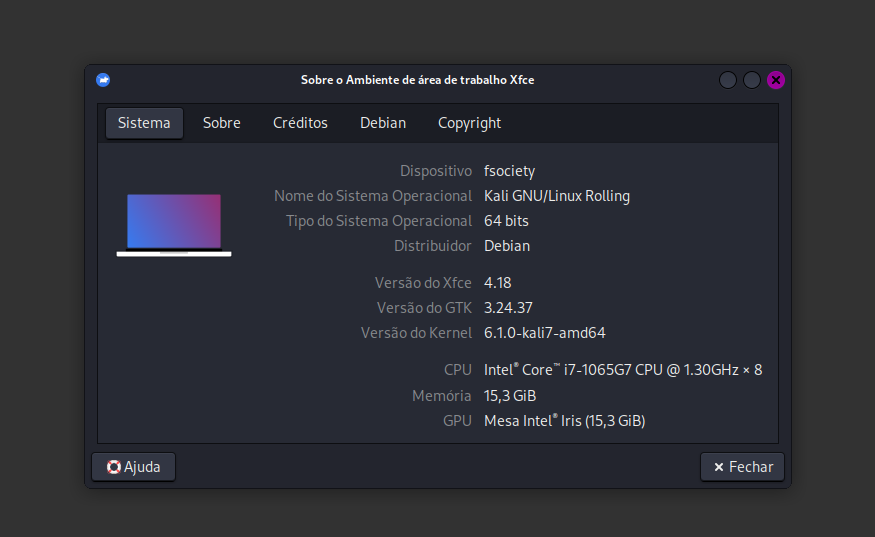 Sobre o Ambiente de área de trabalho Xfce
Sistema Sobre Créditos Debian Copyright
Dispositivo fsociety
Nome do Sistema Operacional Kali GNU/Linux Rolling
Tipo do Sistema Operacional 64 bits
Distribuidor Debian
Versão do Xfce 4.18
Versão do GTK 3.24.37
Versão do Kernel 6.1.0-kali7-amd64
CPU Intel® Core™ i7-1065G7 CPU @ 1.30GHz × 8
Memória 15,3 GiB
GPU Mesa Intel® Iris (15,3 GiB)
Ajuda Fechar